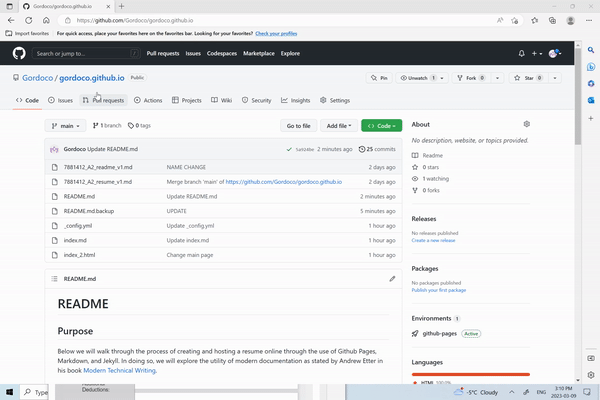 Gordoco/gordoco.github.io
https://github.com/Gordoco/gordoco.github.io
Import favorites For quick access, place your favorites here on the favorites bar. Looking for your favorites? Check your profiles
Search or jump to... / Pull requests Issues Codespaces Marketplace Explore
Gordoco / gordoco.github.io Public Pin Unwatch 1 Fork 0 Star 0
Code Issues Pull requests Actions Projects Wiki Security Insights Settings
main 1 branch 0 tags Go to file Add file Code
Gordoco Update README.md 2 minutes ago 25 commits
7881412_A2_readme_v1.md NAME CHANGE 2 days ago
7881412_A2_resume_v1.md Merge branch 'main' of https://github.com/Gordoco/gordoco.github.io 2 days ago
README.md Update README.md 2 minutes ago
README.md.backup UPDATE 5 minutes ago
_config.yml Update _config.yml 1 hour ago
index.md Update index.md 1 hour ago
index_2.html Change main page 1 hour ago
README.md
README
Purpose
Below we will walk through the process of creating and hosting a resume online through the use of Github Pages,
Markdown, and Jekyll. In doing so, we will explore the utility of modern documentation as stated by Andrew Etter in
his book Modern Technical Writing.
About
No description, website, or topics provided.
Readme
0 stars
1 watching
0 forks
Releases
No releases published
Create a new release
Packages
No packages published
Publish your first package
Environments 1
github-pages Active
Languages
HTML 100.0%
Type
Deductions:
-5°C Cloudy ENG 3:10 PM
2023-03-09